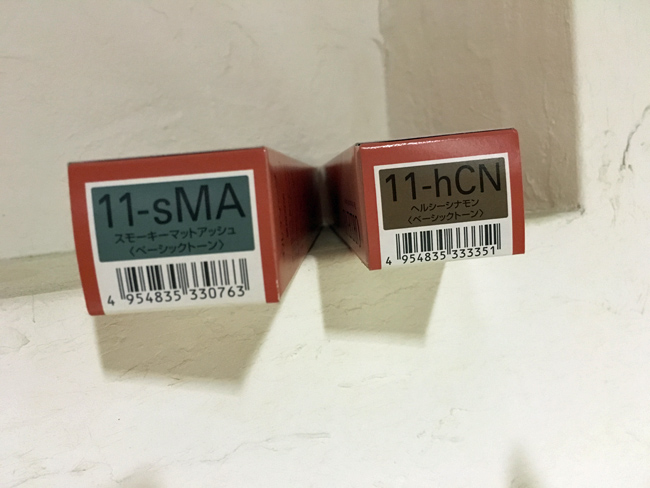 11-sMA
スモーキーマットアッシュ
〈ベーシックトーン〉
4 954835 330763
11-hCN
ヘルシーシナモン
〈ベーシックトーン〉
4 954835 333351